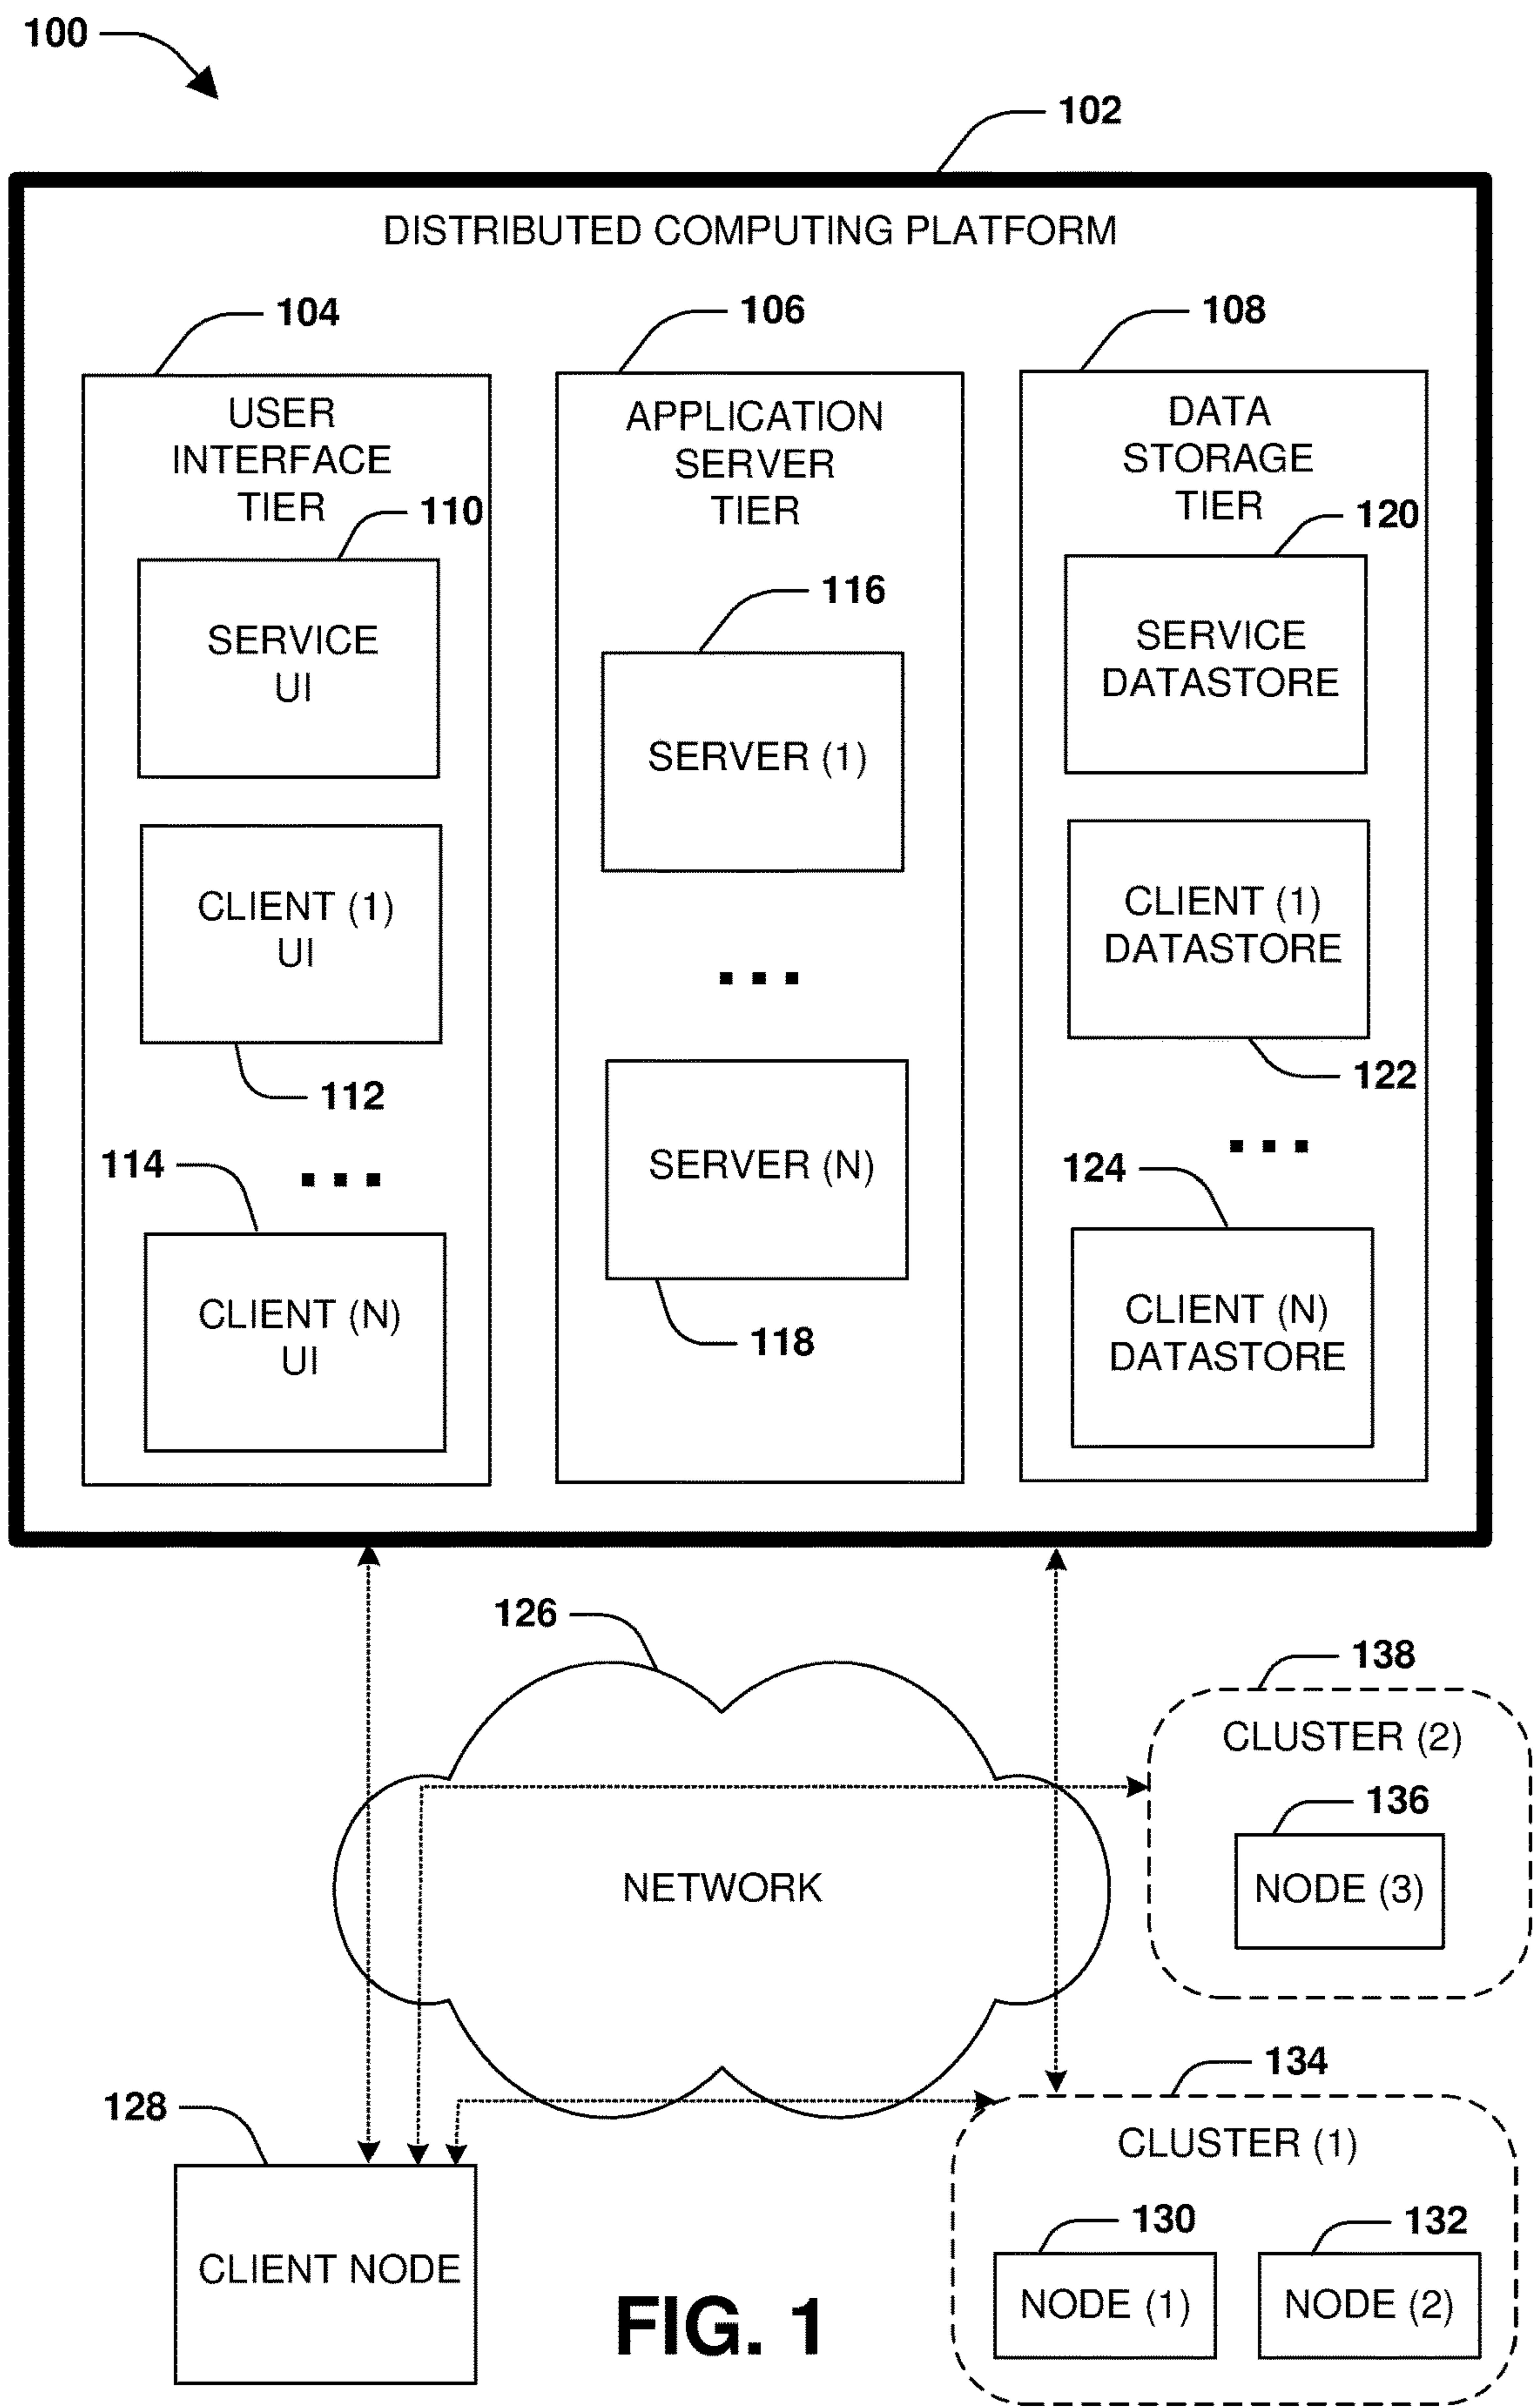 100
102
DISTRIBUTED COMPUTING PLATFORM
104
106
108
USER
INTERFACE
TIER
110
SERVICE
UI
CLIENT (1)
UI
112
114
...
CLIENT (N)
UI
APPLICATION
SERVER
TIER
116
SERVER (1)
...
SERVER (N)
118
DATA
STORAGE
TIER
120
SERVICE
DATASTORE
CLIENT (1)
DATASTORE
122
...
124
CLIENT (N)
DATASTORE
126
NETWORK
138
CLUSTER (2)
136
NODE (3)
128
CLIENT NODE
134
CLUSTER (1)
130
132
NODE (1)
NODE (2)
FIG. 1